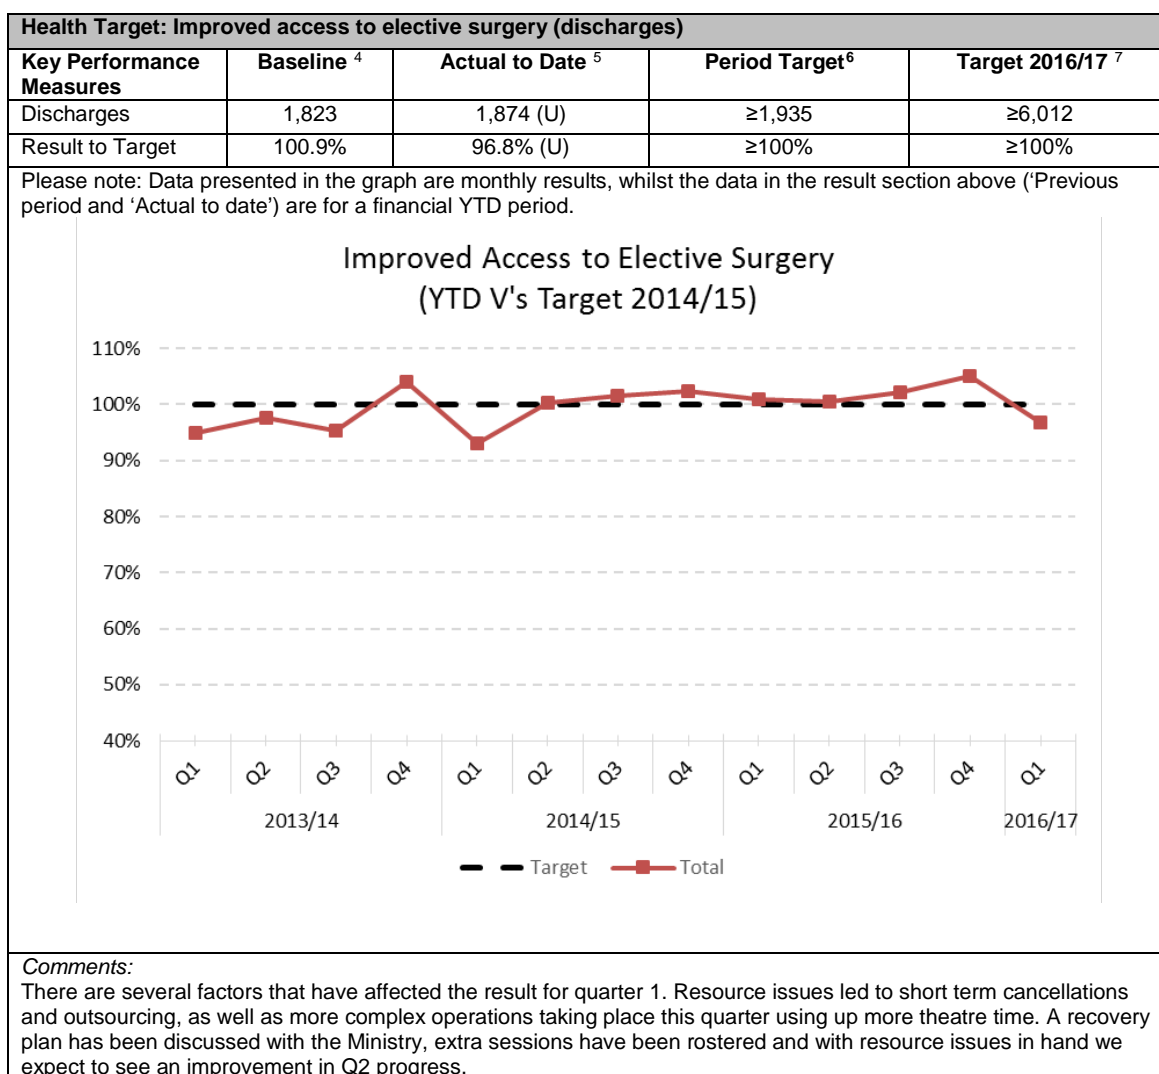 Health Target: Improved access to elective surgery (discharges)
Key Performance Measures Baseline 4 Actual to Date 5 Period Target6 Target 2016/17 7
Discharges 1,823 1,874 (U) ≥1,935 ≥6,012
Result to Target 100.9% 96.8% (U) ≥100% ≥100%
Please note: Data presented in the graph are monthly results, whilst the data in the result section above (‘Previous
period and ‘Actual to date’) are for a financial YTD period.
Improved Access to Elective Surgery
(YTD V's Target 2014/15)
110%
100%
90%
80%
70%
60%
50%
40%
Q1 Q2 Q3 Q4 Q1 Q2 Q3 Q4 Q1 Q2 Q3 Q4 Q1
2013/14 2014/15 2015/16 2016/17
Target Total
Comments:
There are several factors that have affected the result for quarter 1. Resource issues led to short term cancellations
and outsourcing, as well as more complex operations taking place this quarter using up more theatre time. A recovery
plan has been discussed with the Ministry, extra sessions have been rostered and with resource issues in hand we
expect to see an improvement in Q2 progress.